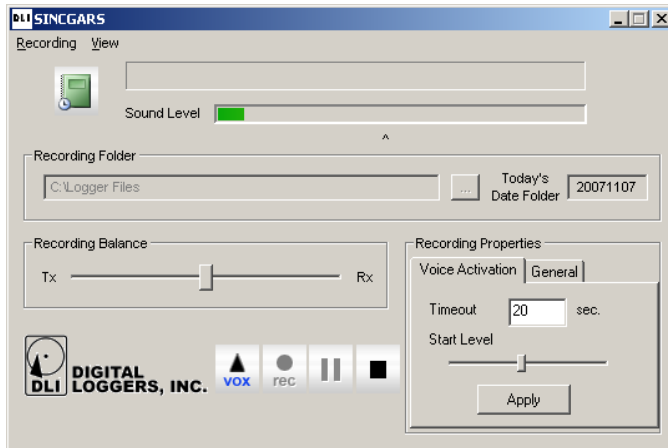 DLI SINCGARS
Recording View
Sound Level
^
Recording Folder
C:\Logger Files
...
Today's
Date Folder
20071107
Recording Balance
Tx
Rx
Recording Properties
Voice Activation
General
Timeout
20
sec.
Start Level
Apply
DLI
DIGITAL
LOGGERS, INC.
vox
rec